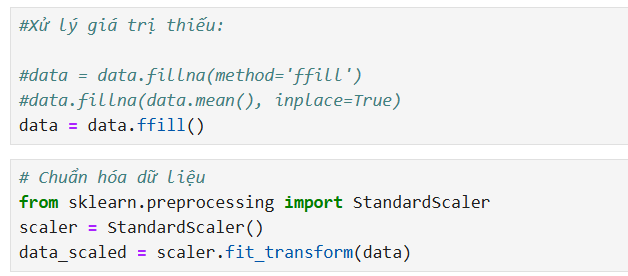 #Xử lý giá trị thiếu:
#data = data.fillna(method='ffill')
#data.fillna(data.mean(), inplace=True)
data = data.ffill()
# Chuẩn hóa dữ liệu
from sklearn.preprocessing import StandardScaler
scaler = StandardScaler()
data_scaled = scaler.fit_transform(data)